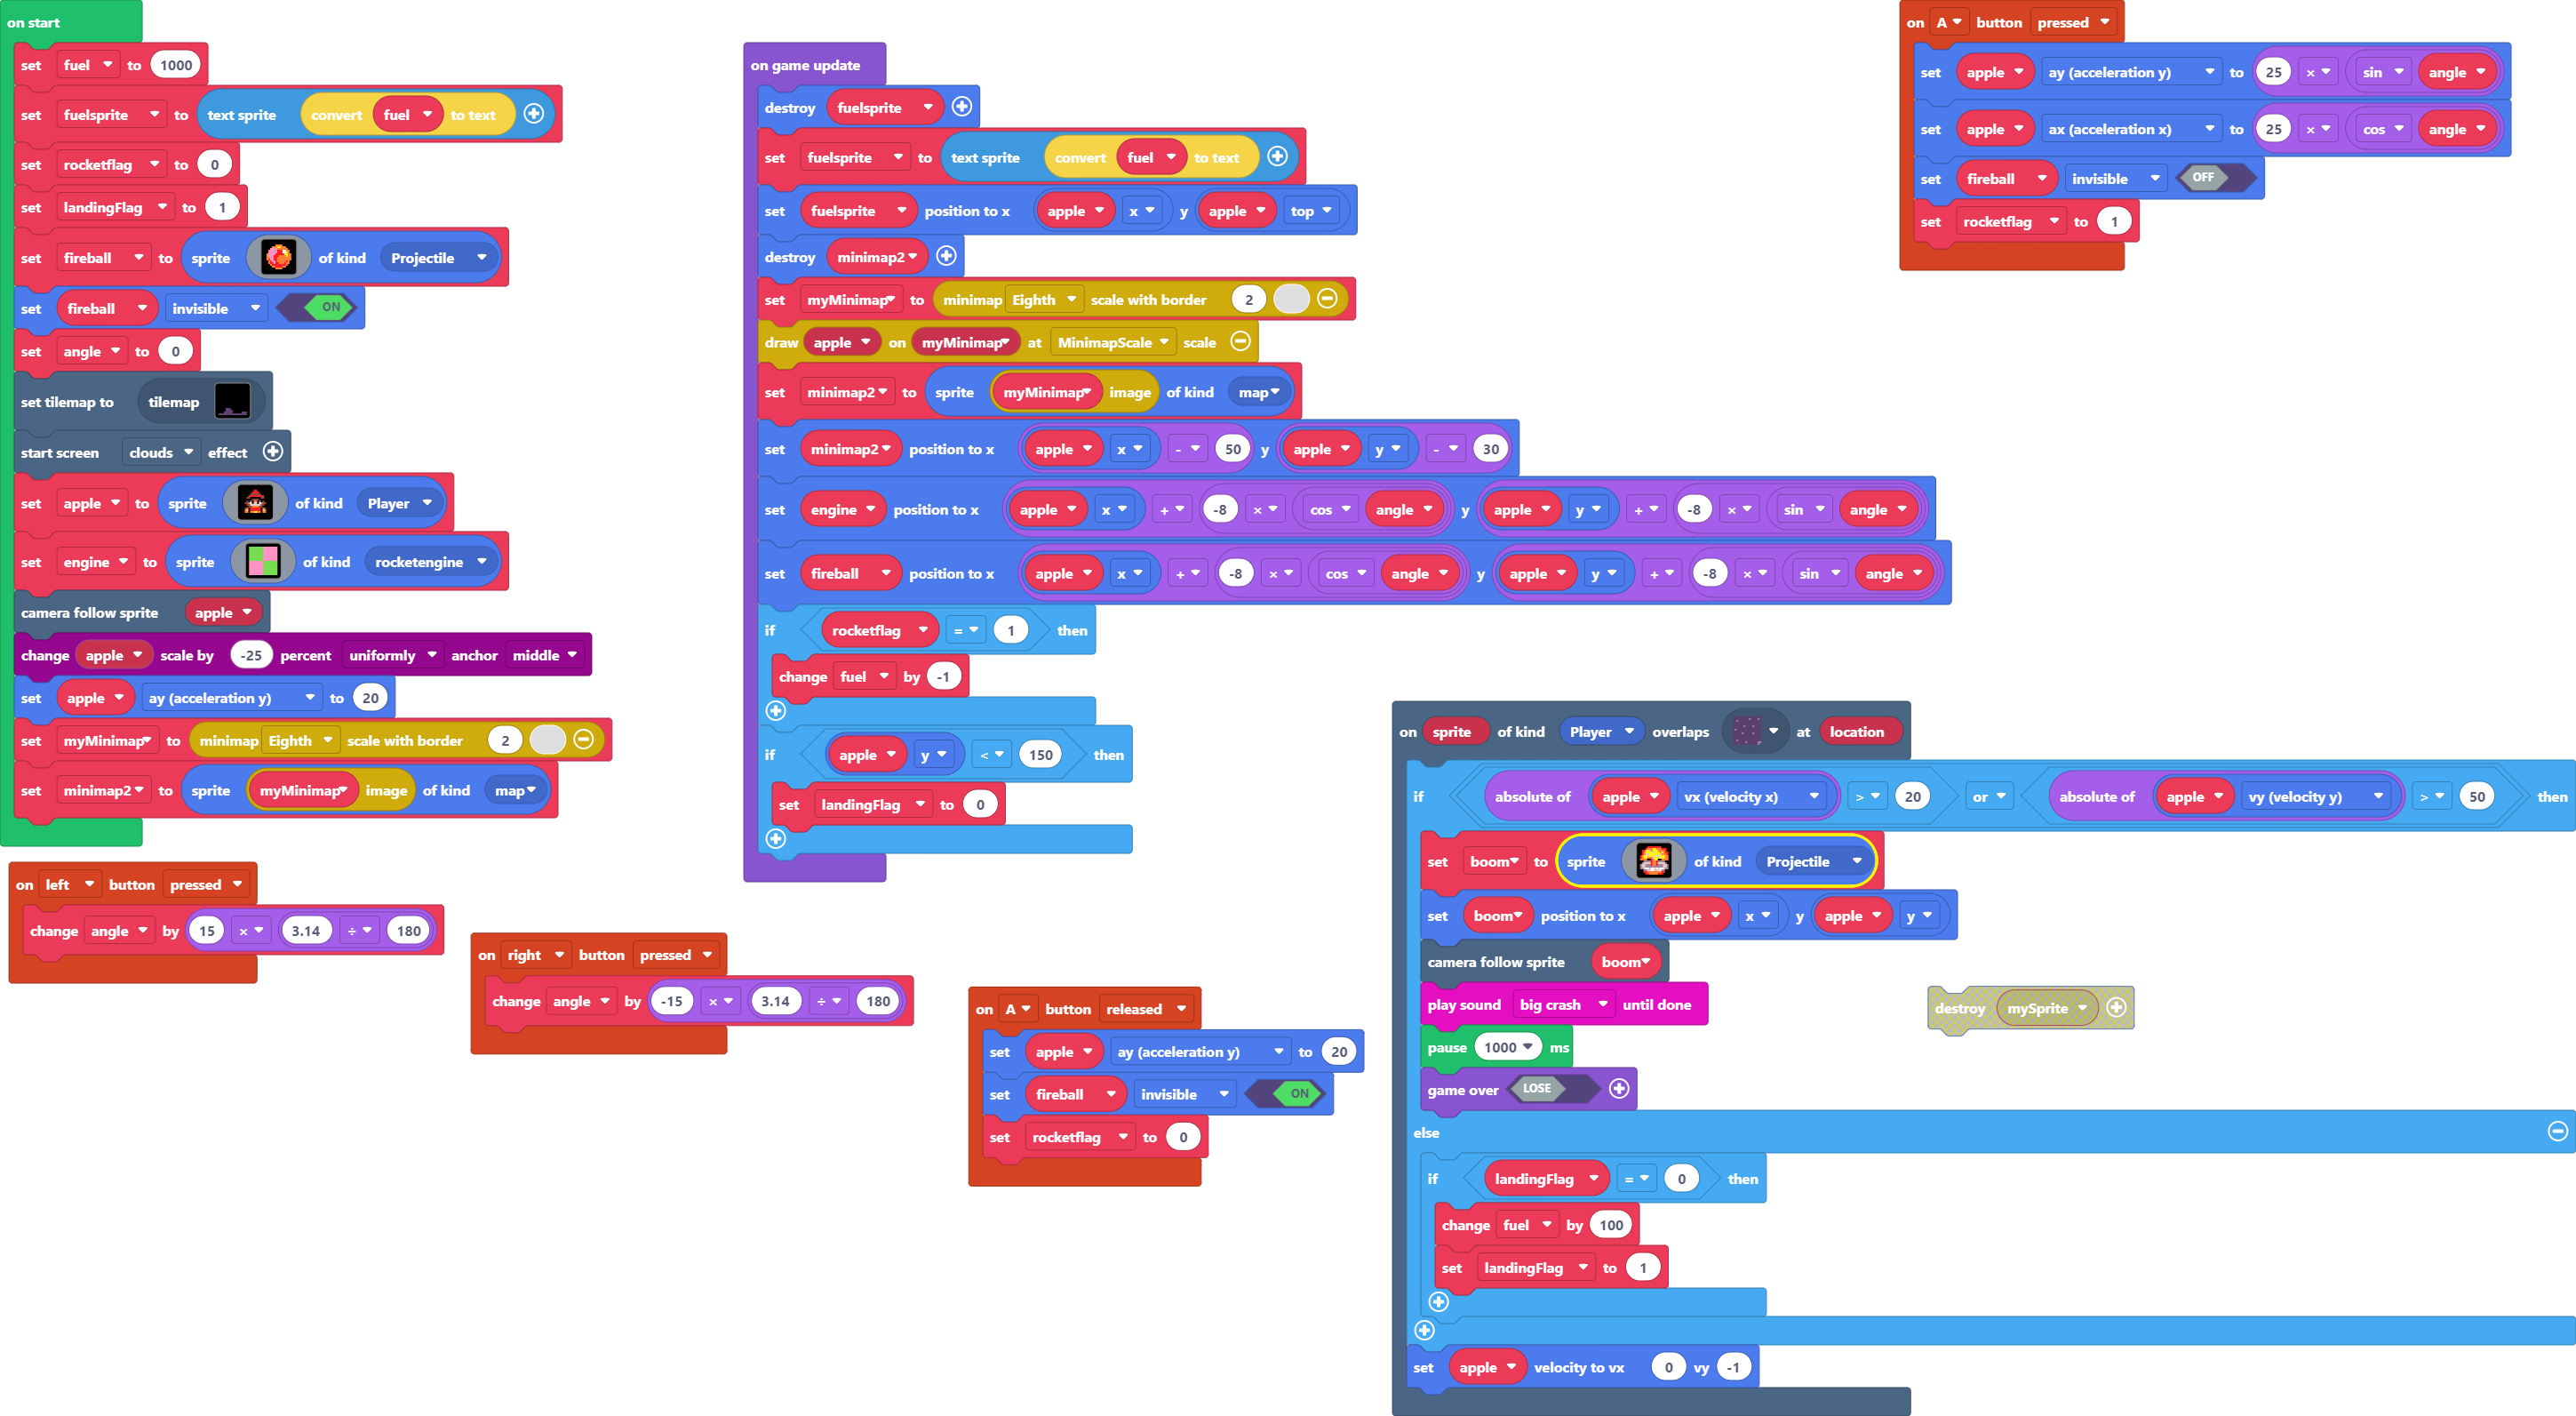 on start
set fuel to 1000
set fuelsprite to text sprite convert fuel to text
set rocketflag to 0
set landingFlag to 1
set fireball to sprite of kind Projectile
set fireball invisible ON
set angle to 0
set tilemap to tilemap
start screen clouds effect
set apple to sprite of kind Player
set engine to sprite of kind rocketengine
camera follow sprite apple
change apple scale by -25 percent uniformly anchor middle
set apple ay (acceleration y) to 20
set myMinimap to minimap Eighth scale with border 2
set minimap2 to sprite myMinimap image of kind map
on left button pressed
change angle by 15 × 3.14 ÷ 180
on right button pressed
change angle by -15 × 3.14 ÷ 180
on game update
destroy fuelsprite
set fuelsprite to text sprite convert fuel to text
set fuelsprite position to x apple x y apple top
destroy minimap2
set myMinimap to minimap Eighth scale with border 2
draw apple on myMinimap at MinimapScale scale
set minimap2 to sprite myMinimap image of kind map
set minimap2 position to x apple x - 50 y apple y - 30
set engine position to x apple x + -8 × cos angle y apple y + -8 × sin angle
set fireball position to x apple x + -8 × cos angle y apple y + -8 × sin angle
if rocketflag = 1 then
change fuel by -1
if apple y < 150 then
set landingFlag to 0
on A button released
set apple ay (acceleration y) to 20
set fireball invisible ON
set rocketflag to 0
on A button pressed
set apple ay (acceleration y) to 25 × sin angle
set apple ax (acceleration x) to 25 × cos angle
set fireball invisible OFF
set rocketflag to 1
on sprite of kind Player overlaps at location
if absolute of apple vx (velocity x) > 20 or absolute of apple vy (velocity y) > 50 then
set boom to sprite of kind Projectile
set boom position to x apple x y apple y
camera follow sprite boom
play sound big crash until done
pause 1000 ms
game over LOSE
else
if landingFlag = 0 then
change fuel by 100
set landingFlag to 1
set apple velocity to vx 0 vy -1
destroy mySprite